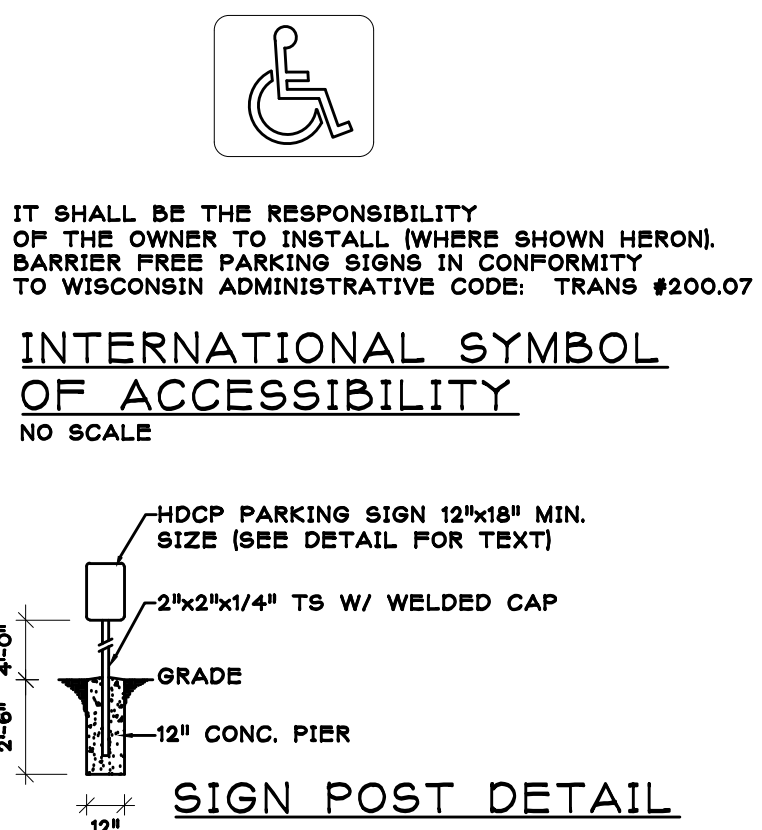 IT SHALL BE THE RESPONSIBILITY
OF THE OWNER TO INSTALL (WHERE SHOWN HERON).
BARRIER FREE PARKING SIGNS IN CONFORMITY
TO WISCONSIN ADMINISTRATIVE CODE: TRANS #200.07
INTERNATIONAL SYMBOL
OF ACCESSIBILITY
NO SCALE
HDCP PARKING SIGN 12"x18" MIN.
SIZE (SEE DETAIL FOR TEXT)
2"x2"x1/4" TS W/ WELDED CAP
4'-0"
GRADE
2'-6"
12" CONC. PIER
SIGN POST DETAIL
12"